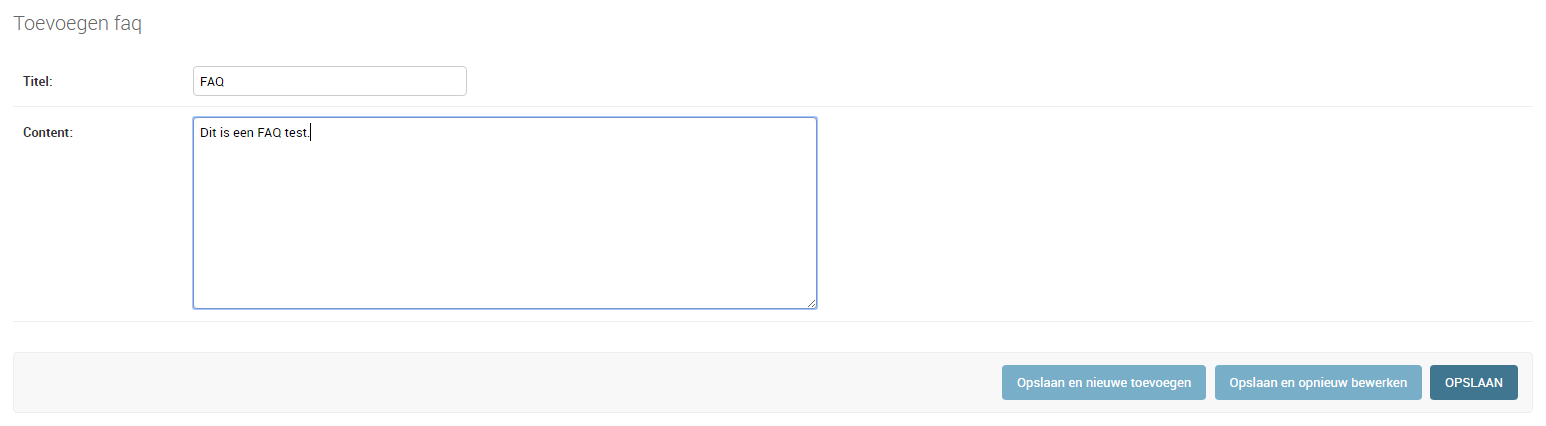 Toevoegen faq
Titel: FAQ
Content: Dit is een FAQ test.
Opslaan en nieuwe toevoegen Opslaan en opnieuw bewerken OPSLAAN